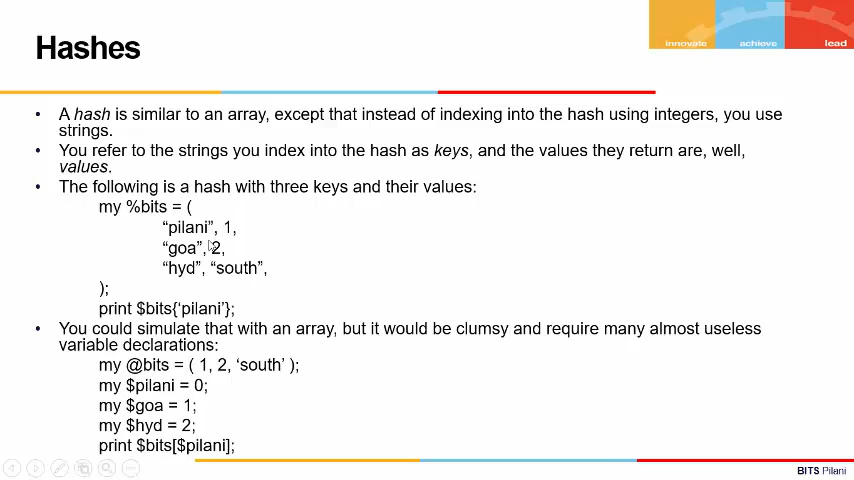 Hashes
innovate achieve lead
• A hash is similar to an array, except that instead of indexing into the hash using integers, you use
strings.
• You refer to the strings you index into the hash as keys, and the values they return are, well,
values.
• The following is a hash with three keys and their values:
my %bits = (
“pilani”, 1,
“goa”, 2,
“hyd”, “south”,
);
print $bits{‘pilani’};
• You could simulate that with an array, but it would be clumsy and require many almost useless
variable declarations:
my @bits = ( 1, 2, ‘south’ );
my $pilani = 0;
my $goa = 1;
my $hyd = 2;
print $bits[$pilani];
BITS Pilani